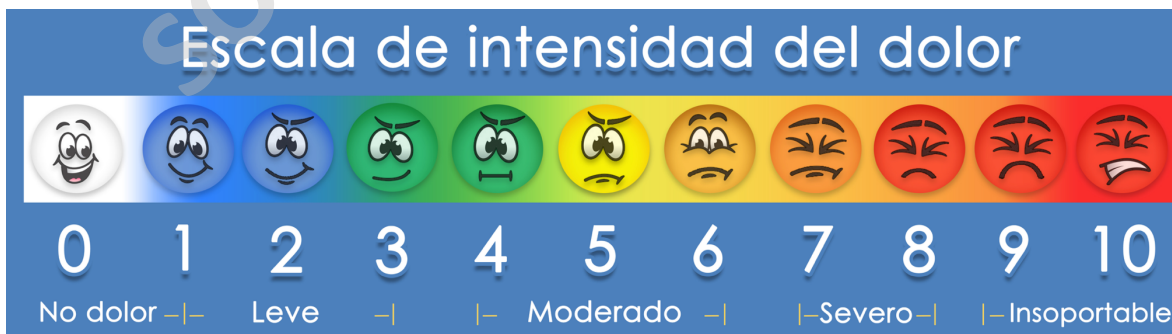 Escala de intensidad del dolor
0 1 2 3 4 5 6 7 8 9 10
No dolor –|– Leve –| |– Moderado –| |–Severo–| |–Insoportable